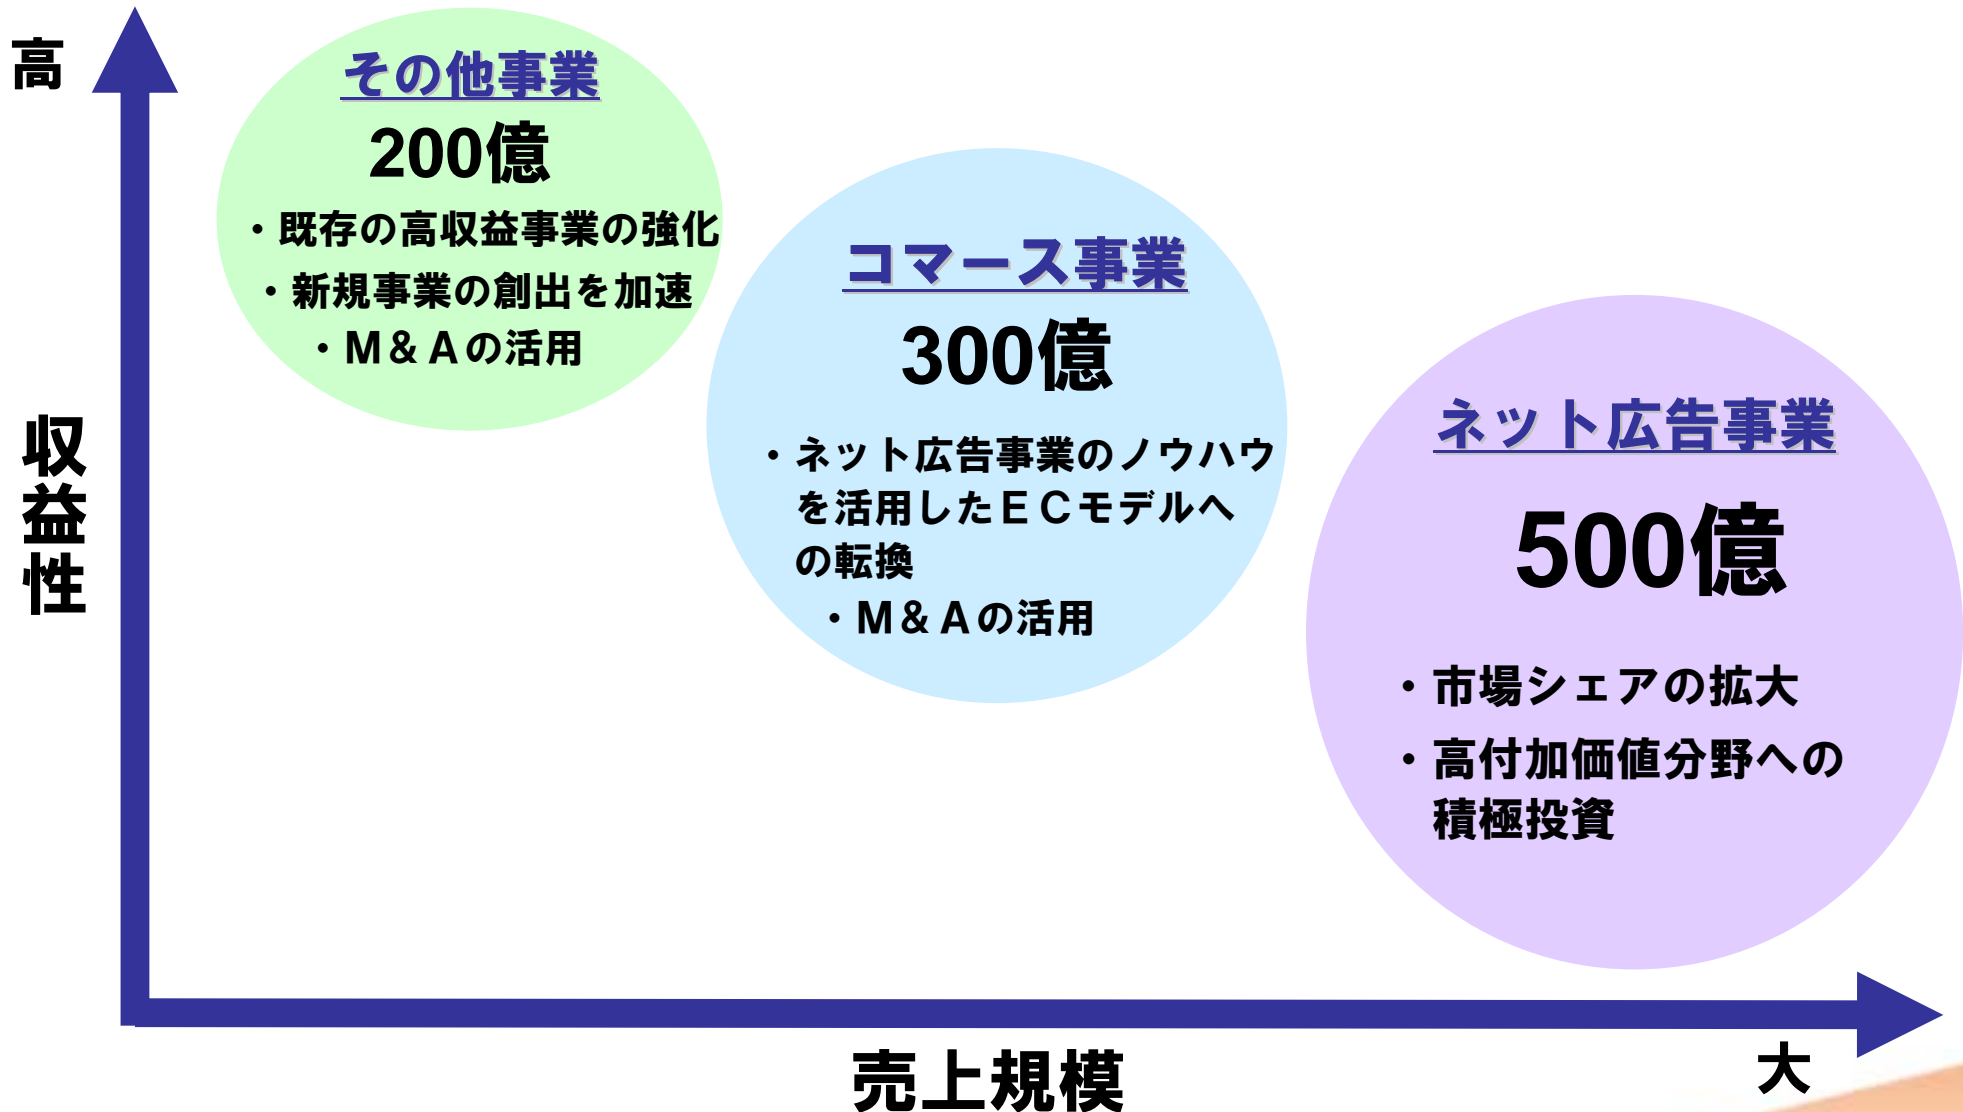 高
収益性
その他事業
200億
・既存の高収益事業の強化
・新規事業の創出を加速
・Ｍ＆Ａの活用
コマース事業
300億
・ネット広告事業のノウハウ
を活用したＥＣモデルへ
の転換
・Ｍ＆Ａの活用
ネット広告事業
500億
・市場シェアの拡大
・高付加価値分野への
積極投資
売上規模
大